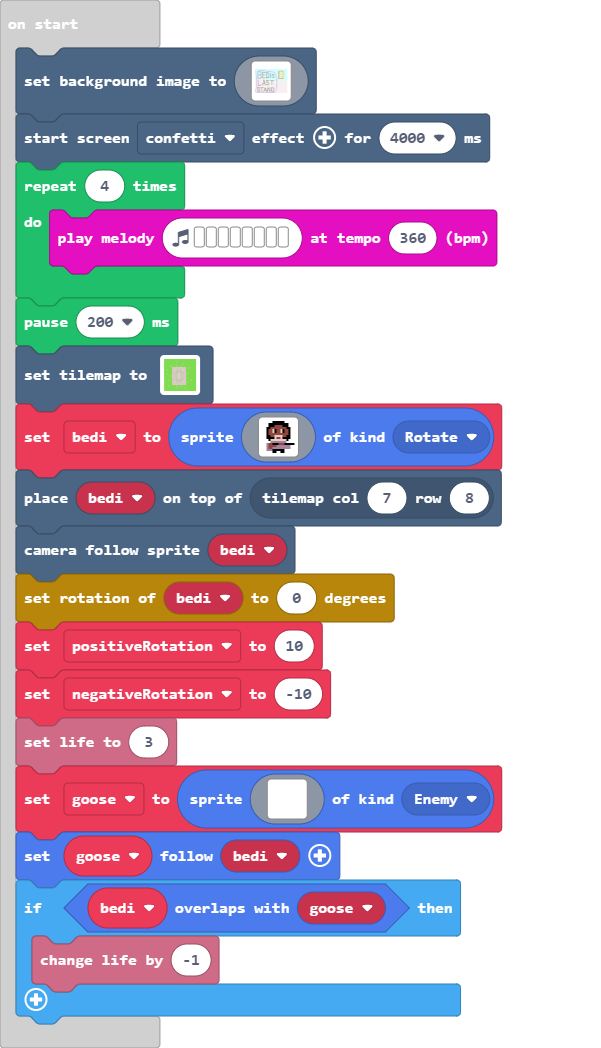 on start
set background image to
BEDIs LAST STAND
start screen confetti effect for 4000 ms
repeat 4 times
do
play melody at tempo 360 (bpm)
pause 200 ms
set tilemap to
set bedi to sprite of kind Rotate
place bedi on top of tilemap col 7 row 8
camera follow sprite bedi
set rotation of bedi to 0 degrees
set positiveRotation to 10
set negativeRotation to -10
set life to 3
set goose to sprite of kind Enemy
set goose follow bedi
if bedi overlaps with goose then
change life by -1